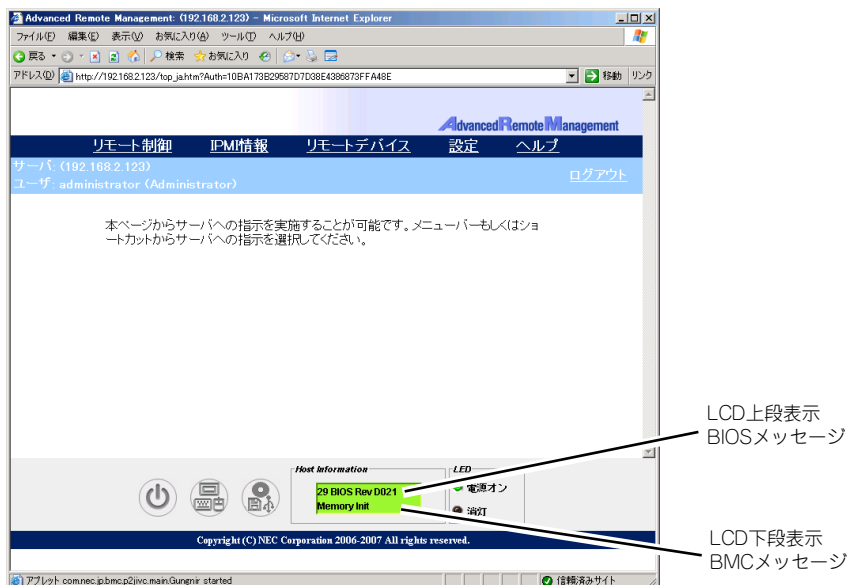 Advanced Remote Management: (192.168.2.123) - Microsoft Internet Explorer
ファイル(F) 編集(E) 表示(V) お気に入り(A) ツール(T) ヘルプ(H)
戻る 検索 お気に入り
アドレス(D) http://192.168.2.123/top_ja.htm?Auth=10BA173B29587D7D38E4386873FFA48E 移動 リンク
Advanced Remote Management
リモート制御 IPMI情報 リモートデバイス 設定 ヘルプ
サーバ: (192.168.2.123)
ユーザ: administrator (Administrator)
ログアウト
本ページからサーバへの指示を実施することが可能です。メニューバーもしくはショ
ートカットからサーバへの指示を選択してください。
LCD上段表示
BIOSメッセージ
Host Information
LED
29 BIOS Rev D021
Memory Init
電源オン
消灯
LCD下段表示
BMCメッセージ
Copyright (C) NEC Corporation 2006-2007 All rights reserved.
アプレット com.nec.jp.bmc.p2jivc.main.Gungnir started
信頼済みサイト